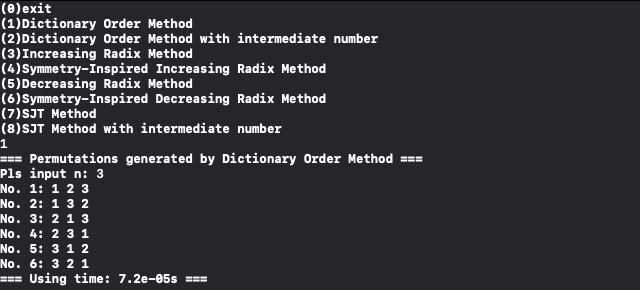 (0)exit
(1)Dictionary Order Method
(2)Dictionary Order Method with intermediate number
(3)Increasing Radix Method
(4)Symmetry-Inspired Increasing Radix Method
(5)Decreasing Radix Method
(6)Symmetry-Inspired Decreasing Radix Method
(7)SJT Method
(8)SJT Method with intermediate number
1
=== Permutations generated by Dictionary Order Method ===
Pls input n: 3
No. 1: 1 2 3
No. 2: 1 3 2
No. 3: 2 1 3
No. 4: 2 3 1
No. 5: 3 1 2
No. 6: 3 2 1
=== Using time: 7.2e-05s ===